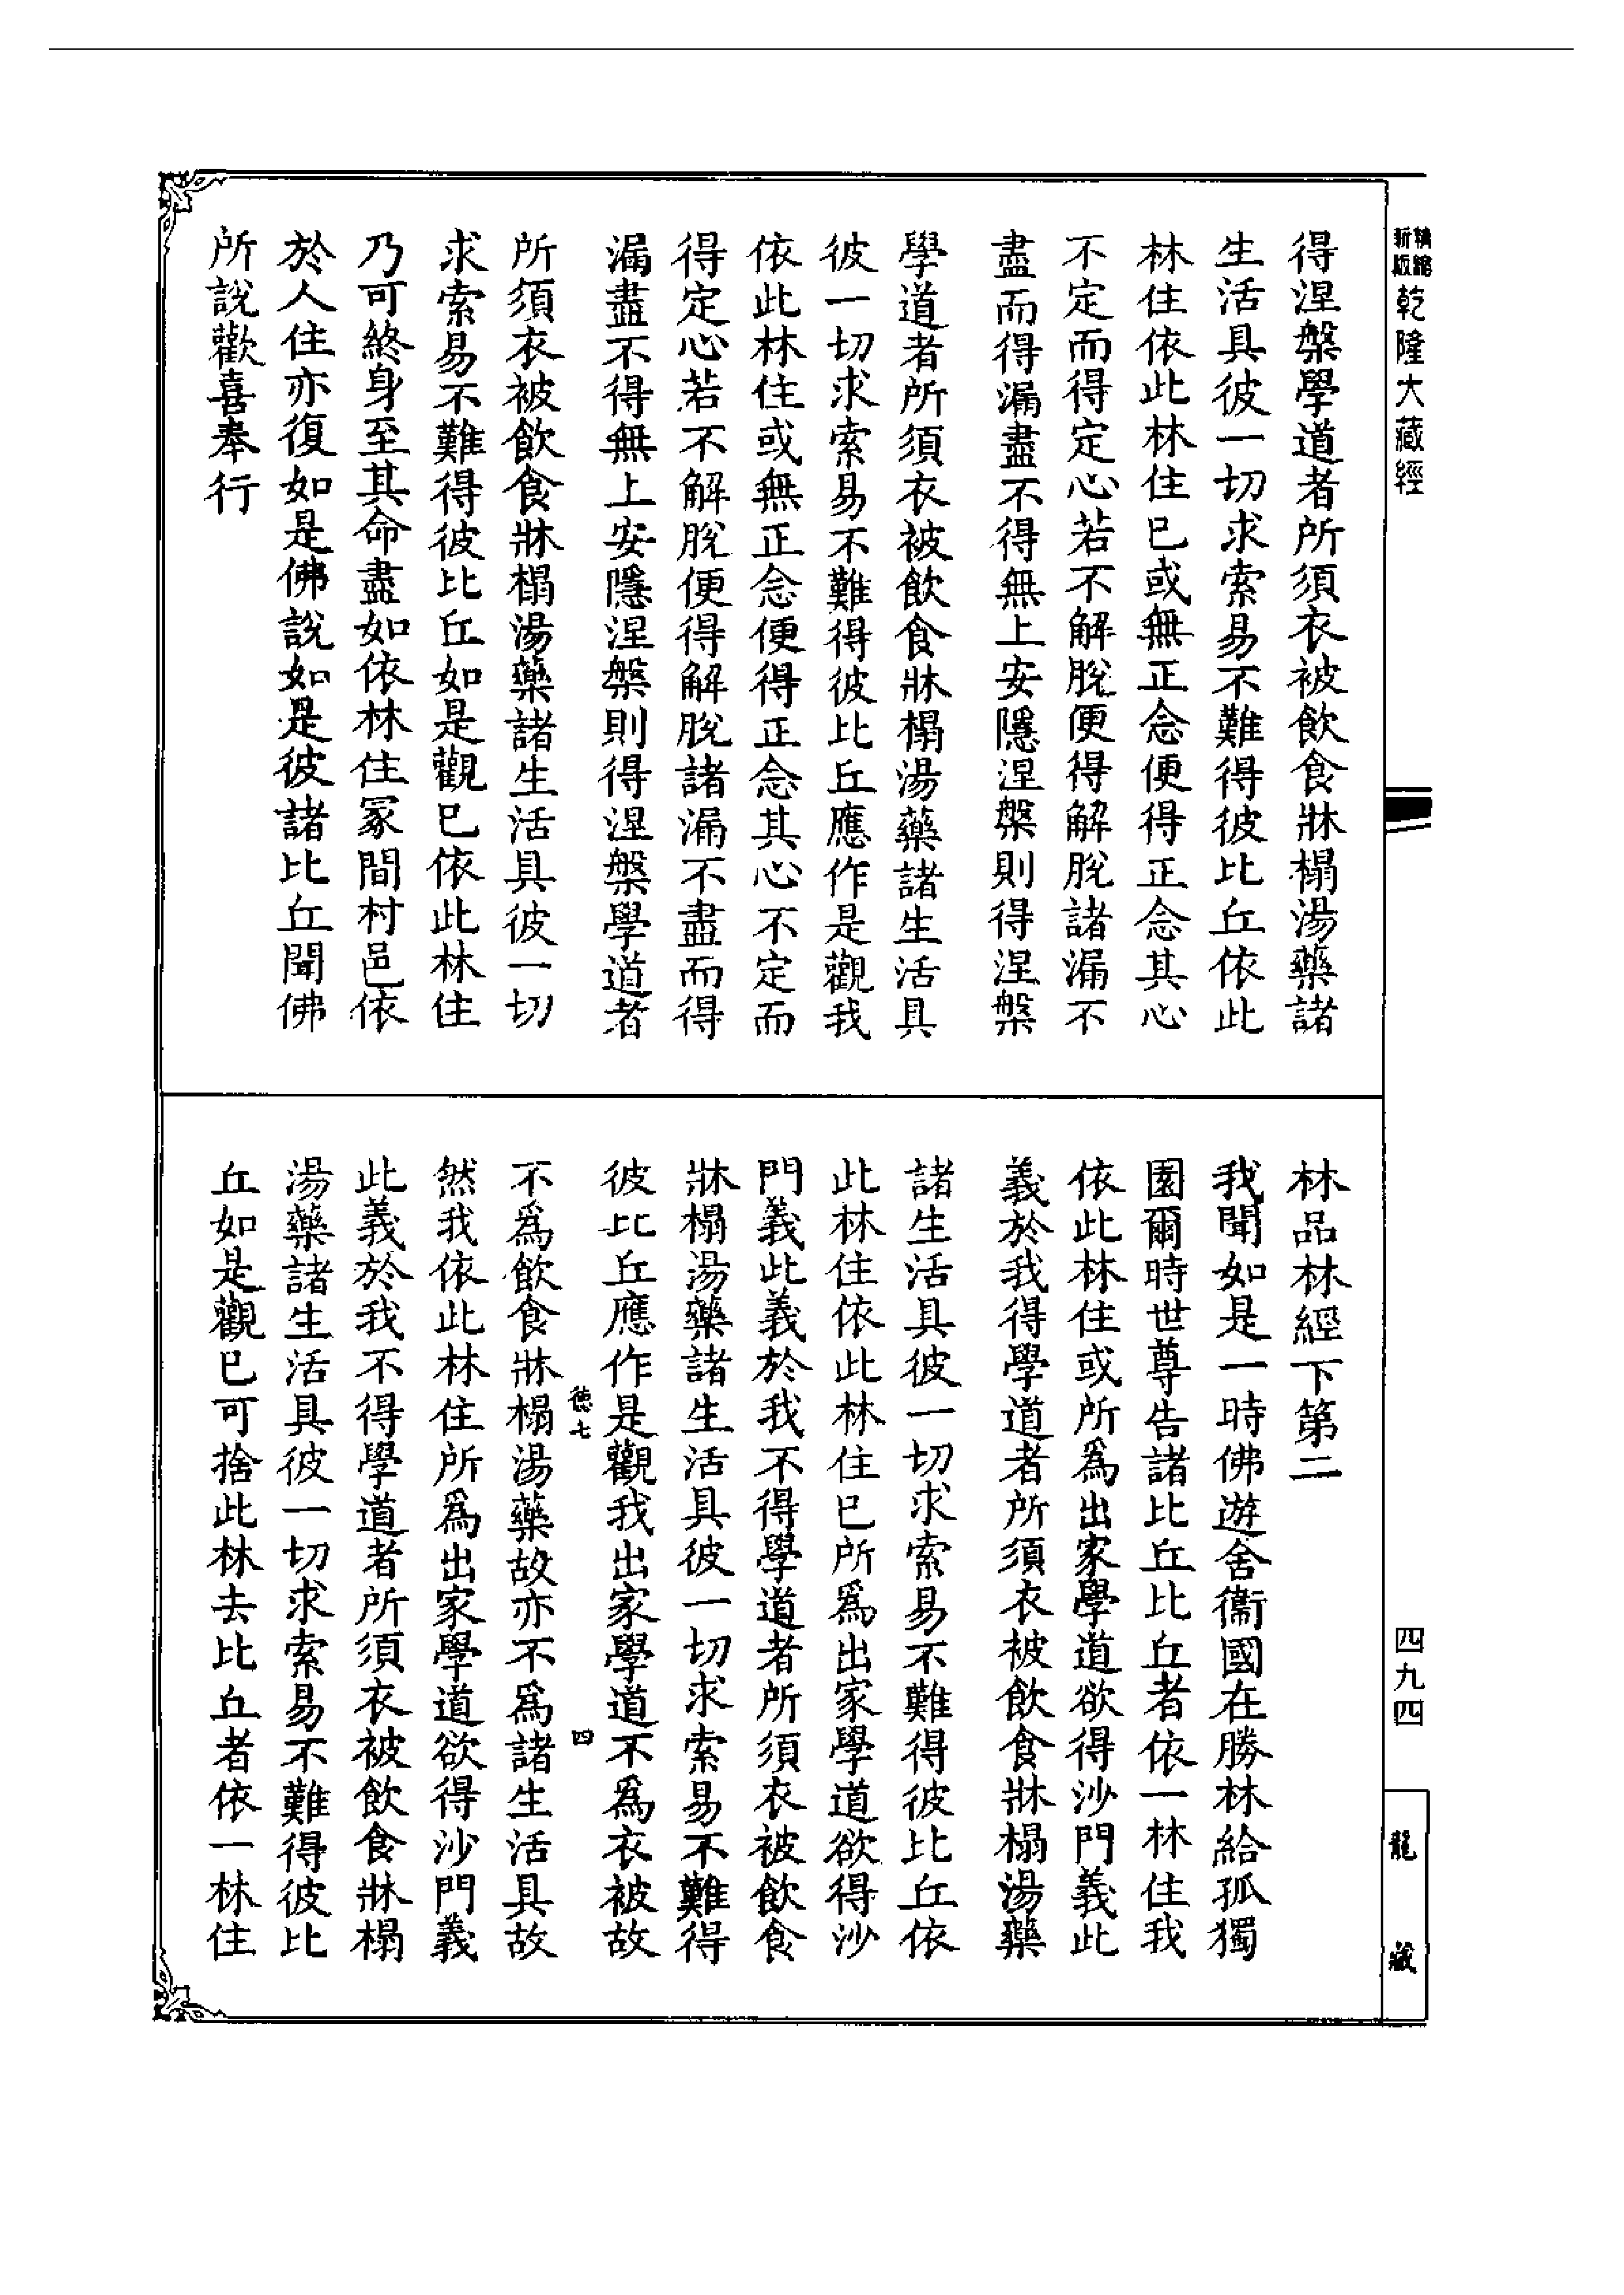 精縮新版乾隆大藏經
得涅槃學道者所須衣被飲食牀榻湯藥諸
生活具彼一切求索易不難得彼比丘依此
林住依此林住已或無正念便得正念其心
不定而得定心若不解脫便得解脫諸漏不
盡而得漏盡不得無上安隱涅槃則得涅槃
學道者所須衣被飲食牀榻湯藥諸生活具
彼一切求索易不難得彼比丘應作是觀我
依此林住或無正念便得正念其心不定而
得定心若不解脫便得解脫諸漏不盡而得
漏盡不得無上安隱涅槃則得涅槃學道者
所須衣被飲食牀榻湯藥諸生活具彼一切
求索易不難得彼比丘如是觀已依此林住
乃可終身至其命盡如依林住冢間村邑依
於人住亦復如是佛說如是彼諸比丘聞佛
所說歡喜奉行
林品林經下第二
我聞如是一時佛遊舍衞國在勝林給孤獨
園爾時世尊告諸比丘比丘者依一林住我
依此林住或所爲出家學道欲得沙門義此
義於我得學道者所須衣被飲食牀榻湯藥
諸生活具彼一切求索易不難得彼比丘依
此林住依此林住已所爲出家學道欲得沙
門義此義於我不得學道者所須衣被飲食
牀榻湯藥諸生活具彼一切求索易不難得
彼比丘應作是觀我出家學道不爲衣被故
德七 四
不爲飲食牀榻湯藥故亦不爲諸生活具故
然我依此林住所爲出家學道欲得沙門義
此義於我不得學道者所須衣被飲食牀榻
湯藥諸生活具彼一切求索易不難得彼比
丘如是觀已可捨此林去比丘者依一林住
四九四
龍藏